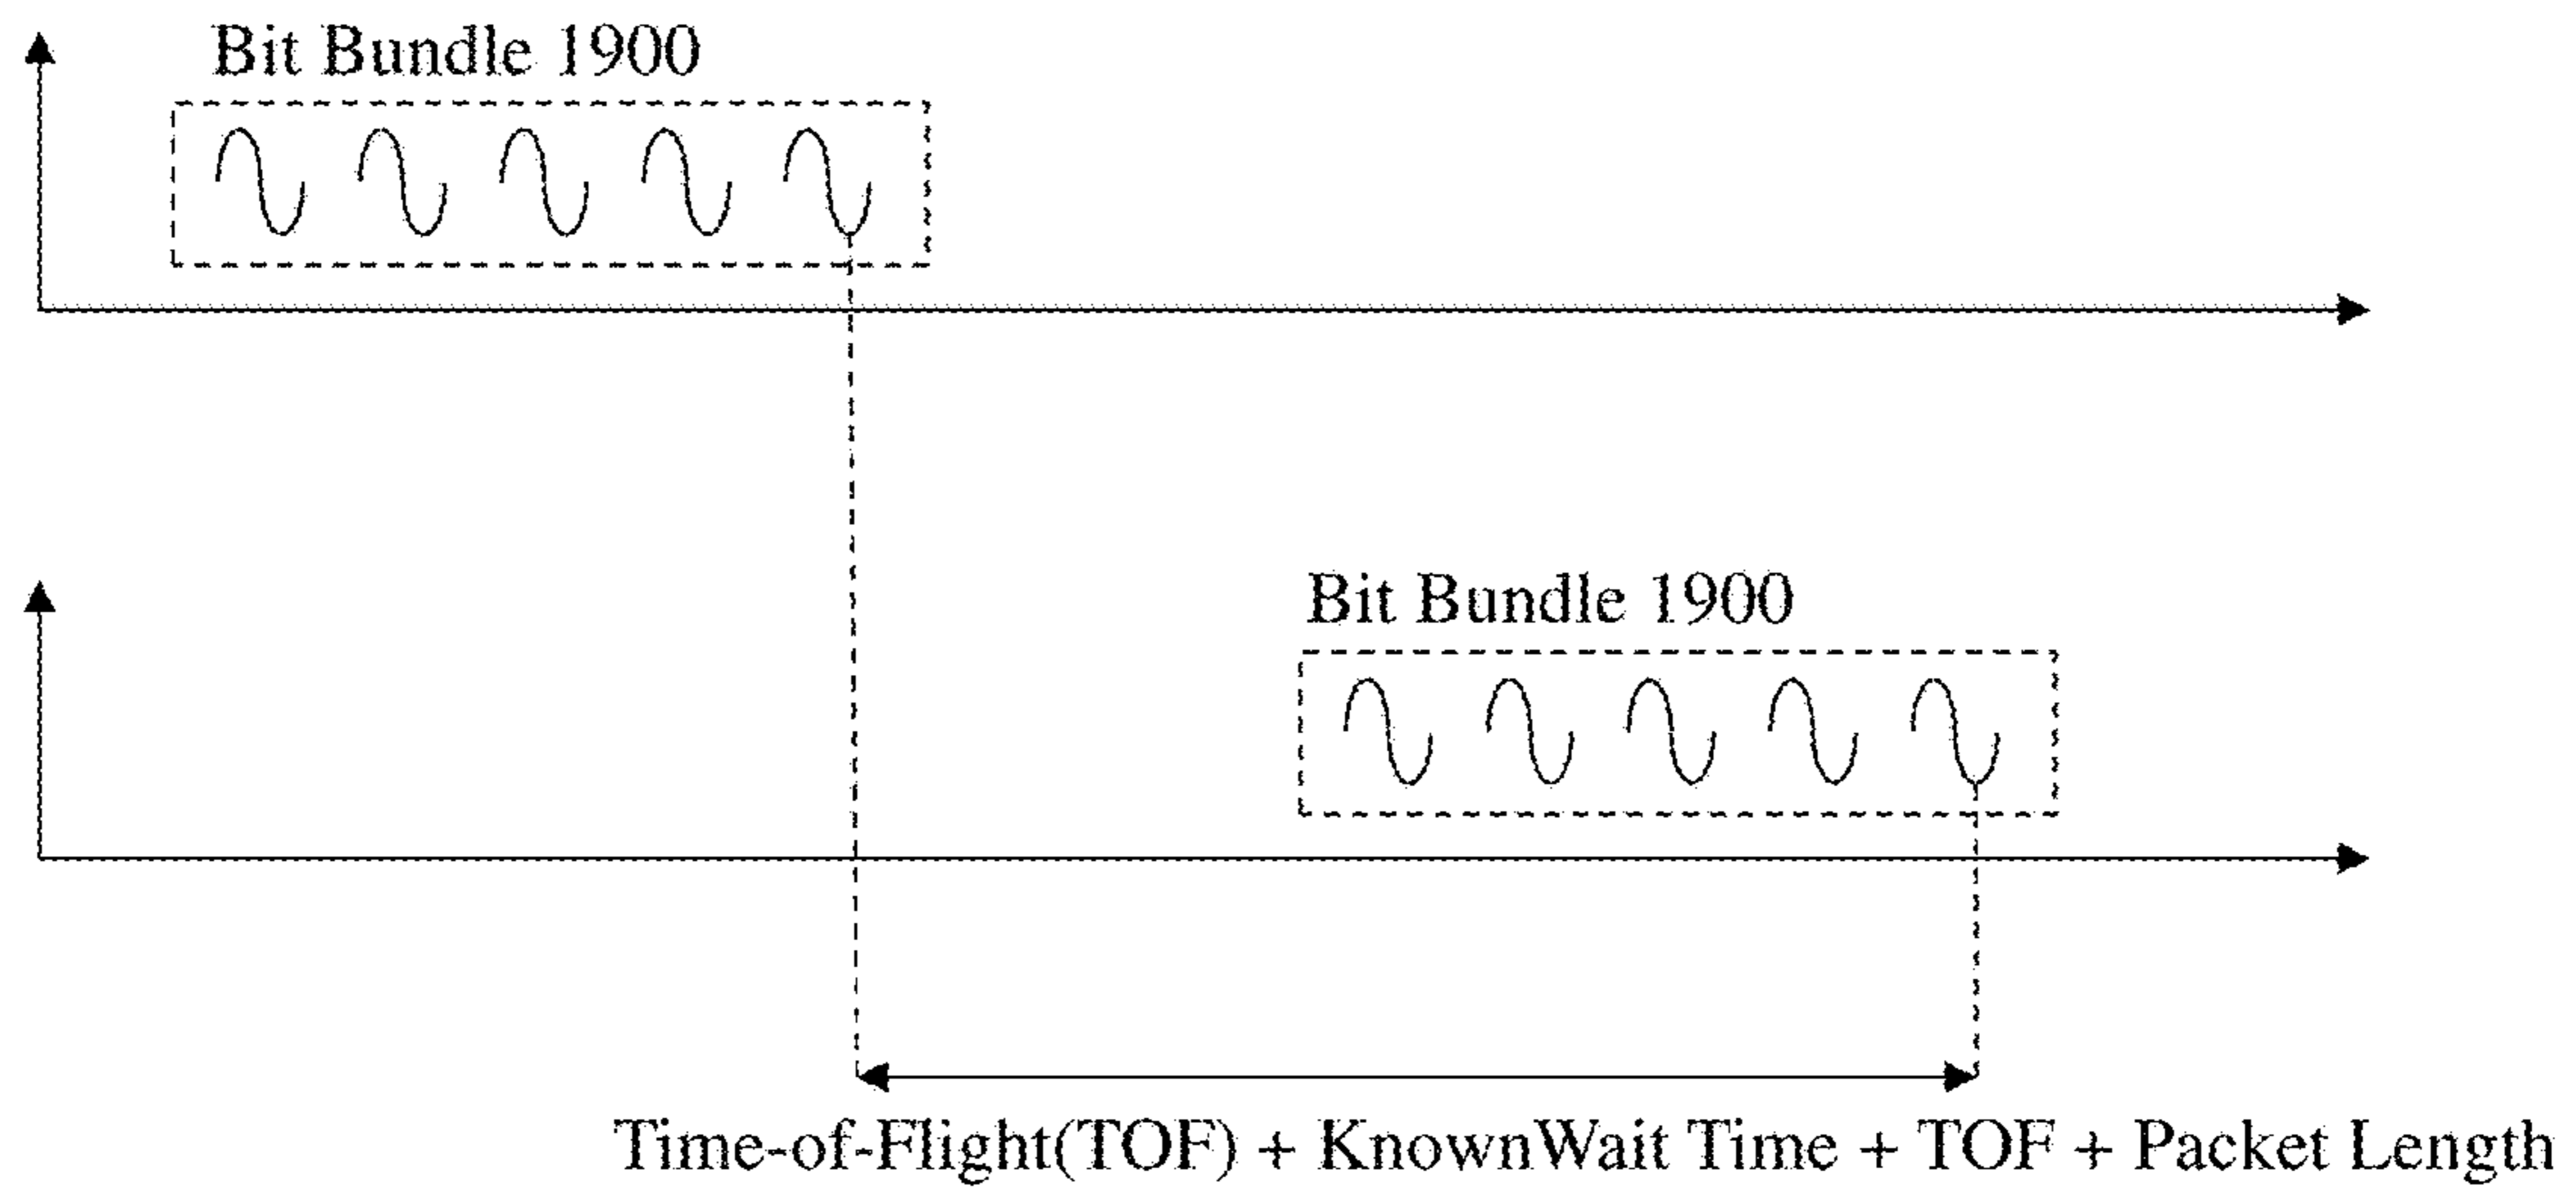 Bit Bundle 1900
Bit Bundle 1900
Time-of-Flight(TOF) + KnownWait Time + TOF + Packet Length